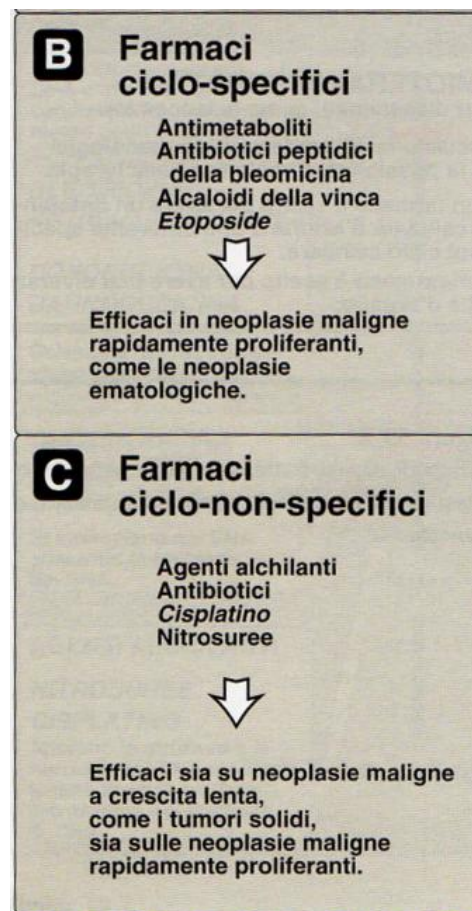 B
Farmaci
ciclo-specifici
Antimetaboliti
Antibiotici peptidici
della bleomicina
Alcaloidi della vinca
Etoposide
Efficaci in neoplasie maligne
rapidamente proliferanti,
come le neoplasie
ematologiche.
C
Farmaci
ciclo-non-specifici
Agenti alchilanti
Antibiotici
Cisplatino
Nitrosuree
Efficaci sia su neoplasie maligne
a crescita lenta,
come i tumori solidi,
sia sulle neoplasie maligne
rapidamente proliferanti.